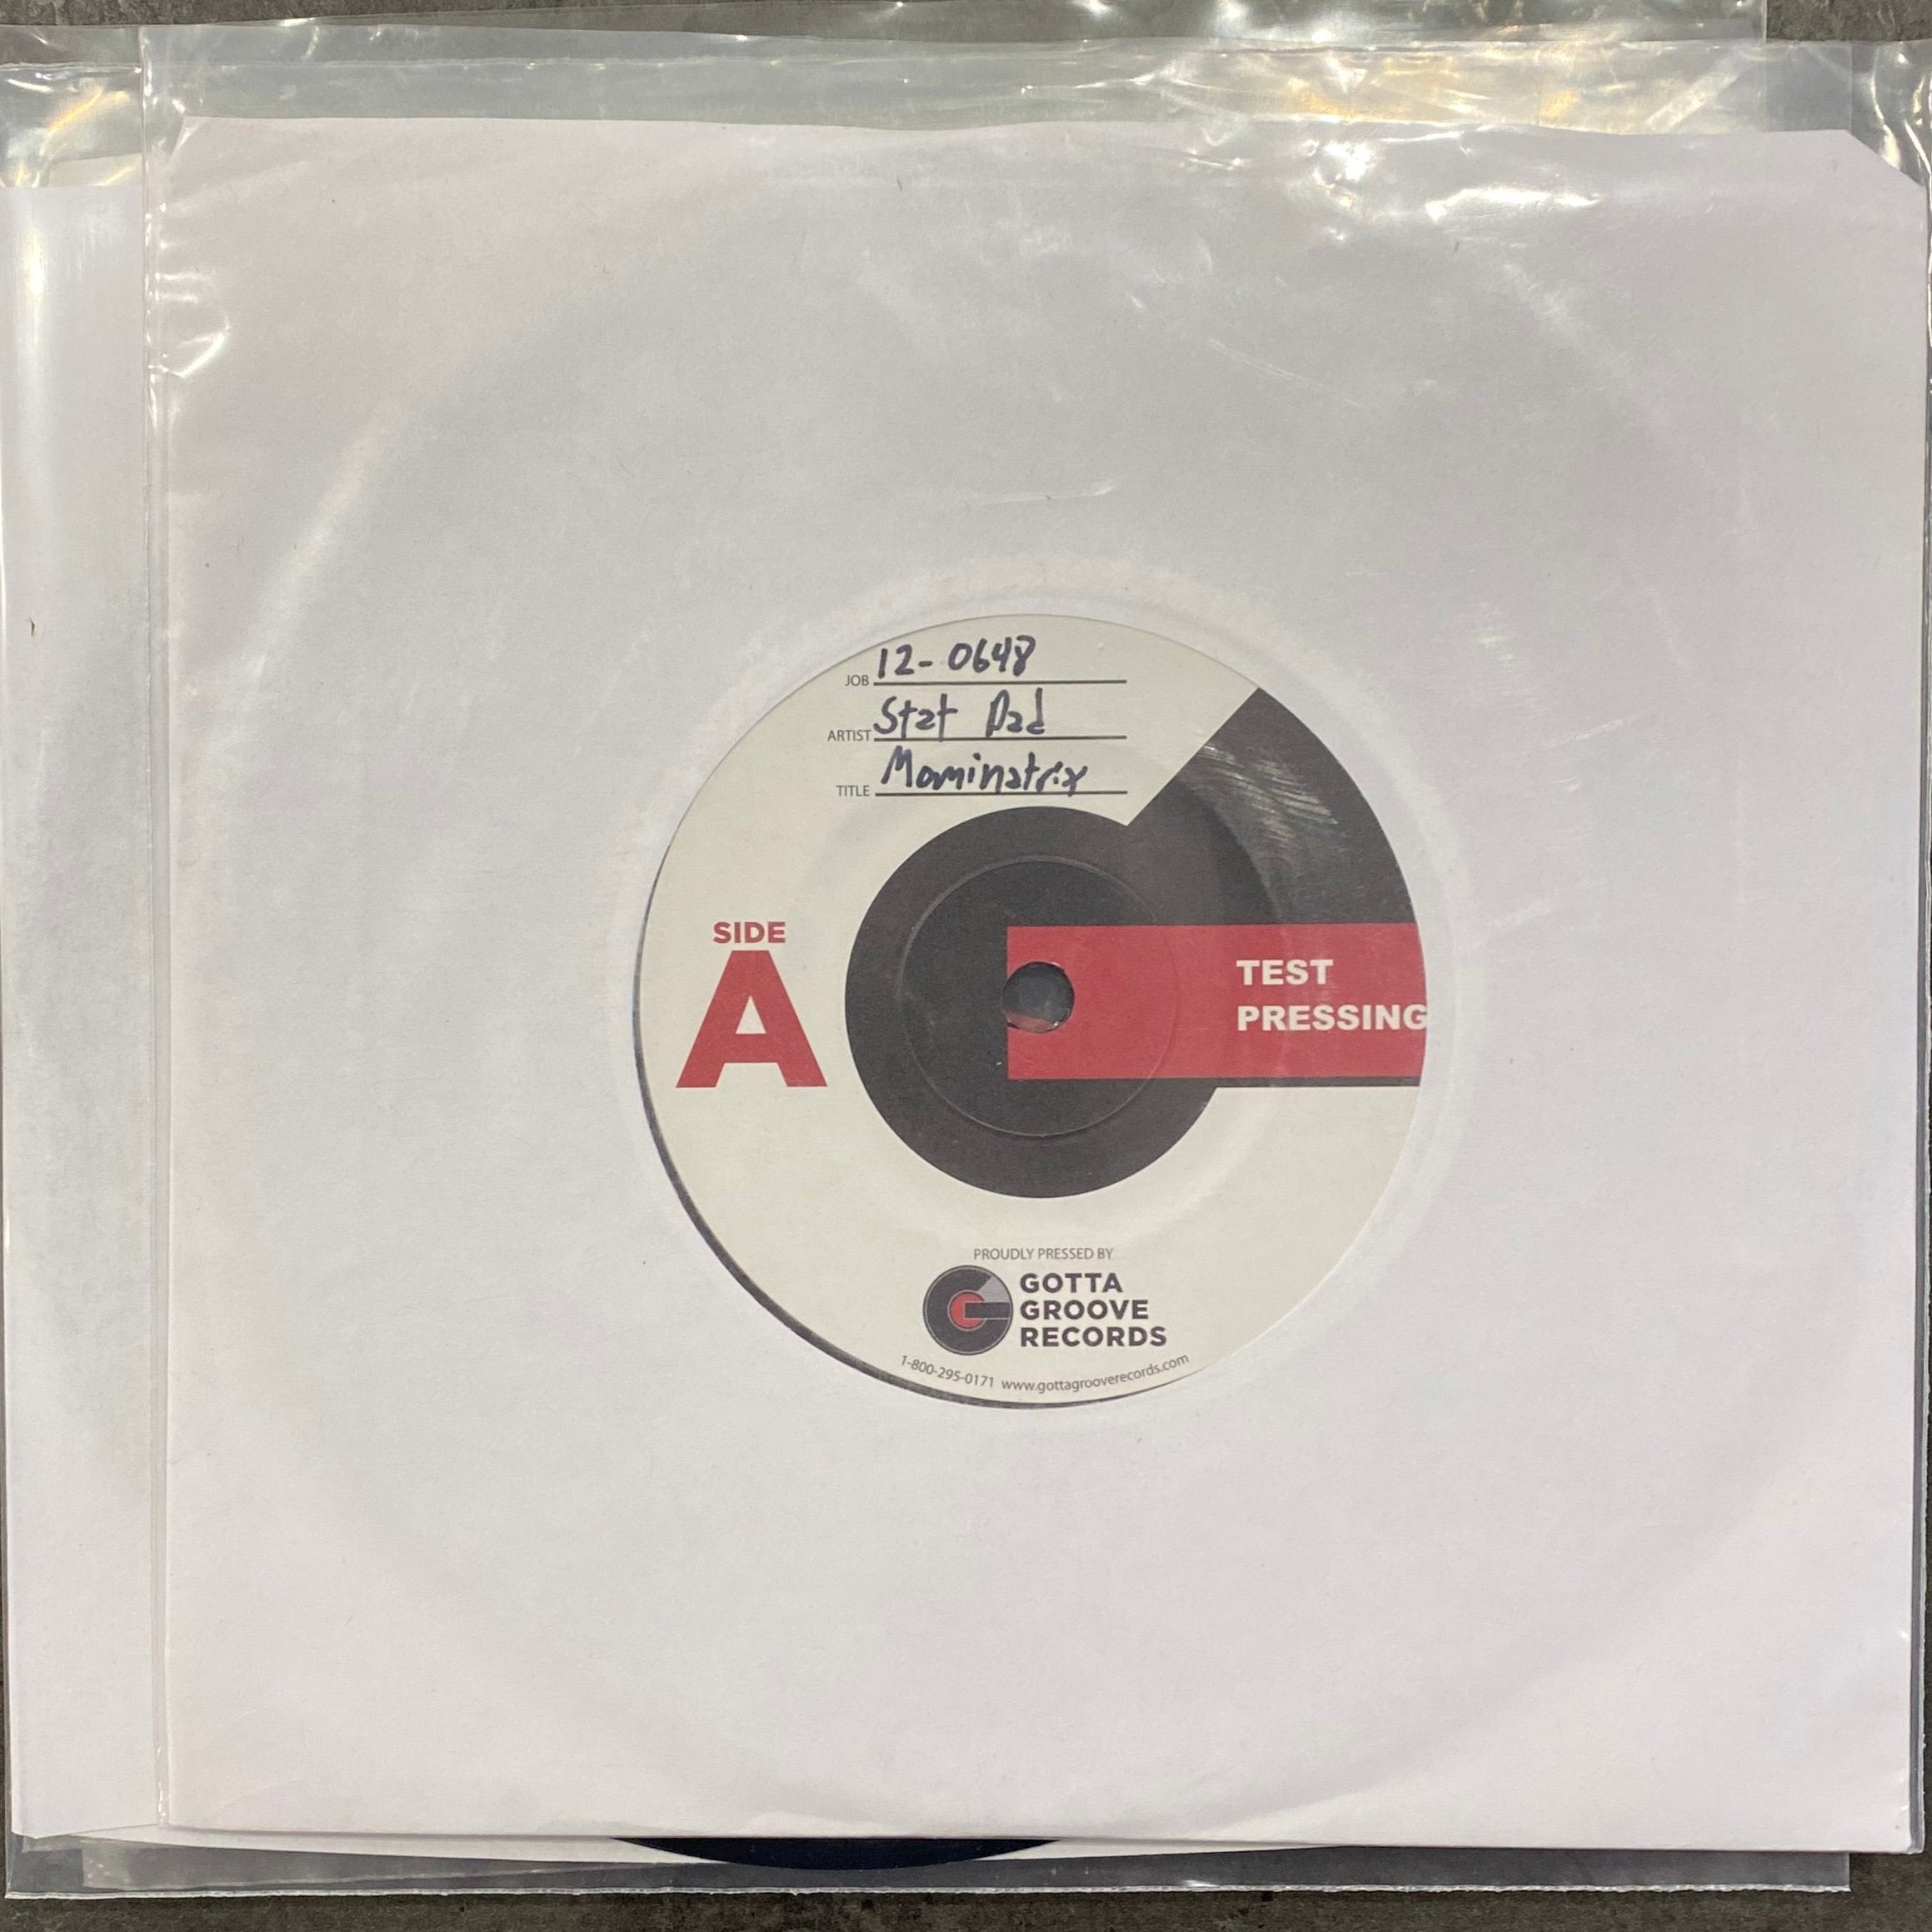 JOB 12-0648
ARTIST Stat Dad
TITLE Mominatrix
SIDE
A
TEST
PRESSING
PROUDLY PRESSED BY
GOTTA
GROOVE
RECORDS
1-800-295-0171 www.gottagrooverecords.com